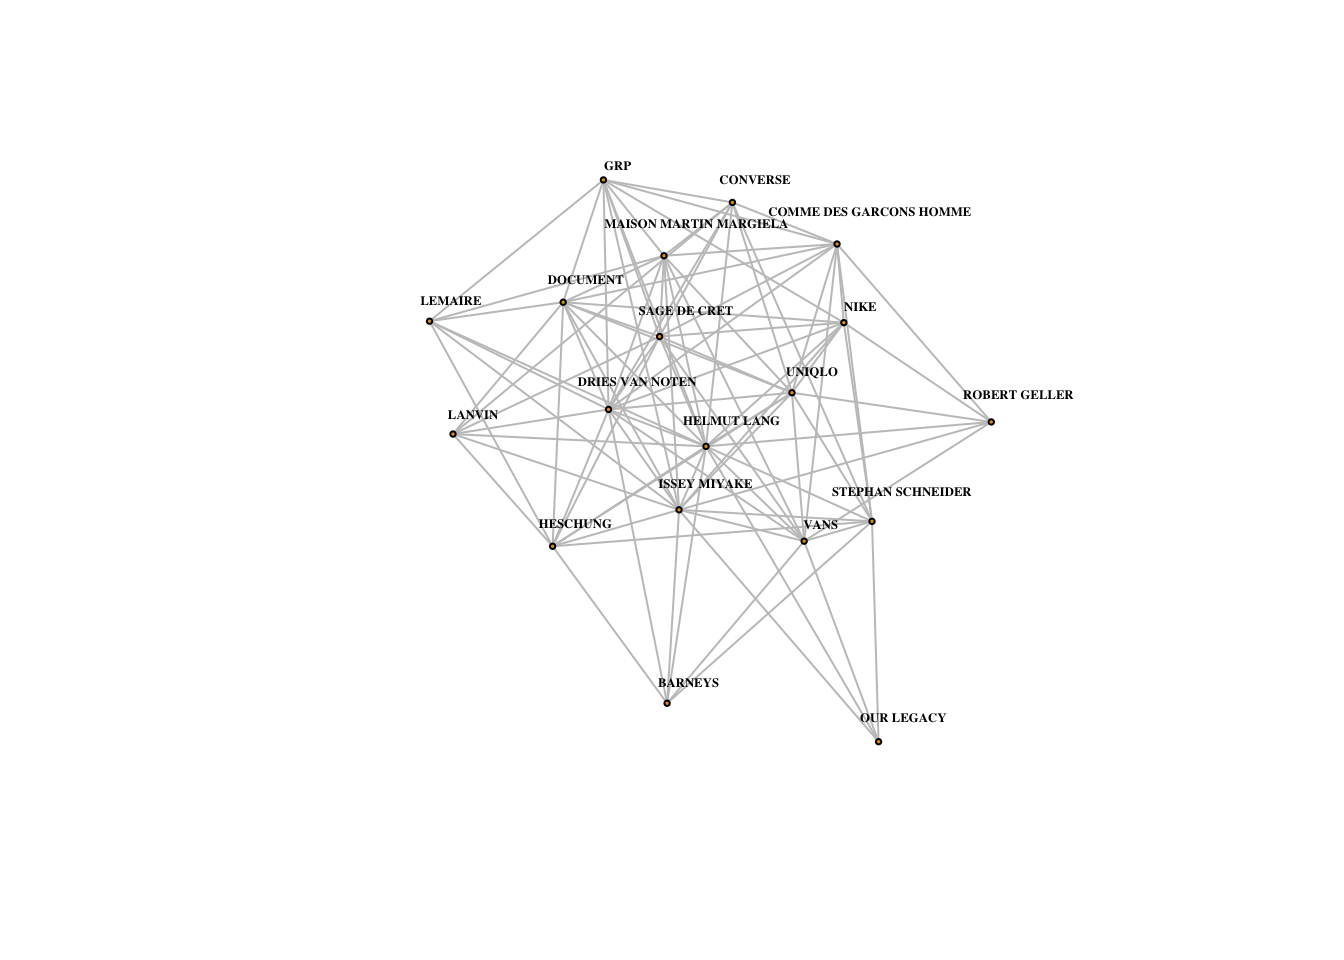 GRP
CONVERSE
COMME DES GARCONS HOMME
MAISON MARTIN MARGIELA
DOCUMENT
LEMAIRE
SAGE DE CRET
NIKE
UNIQLO
DRIES VAN NOTEN
ROBERT GELLER
LANVIN
HELMUT LANG
ISSEY MIYAKE
STEPHAN SCHNEIDER
HESCHUNG
VANS
BARNEYS
OUR LEGACY